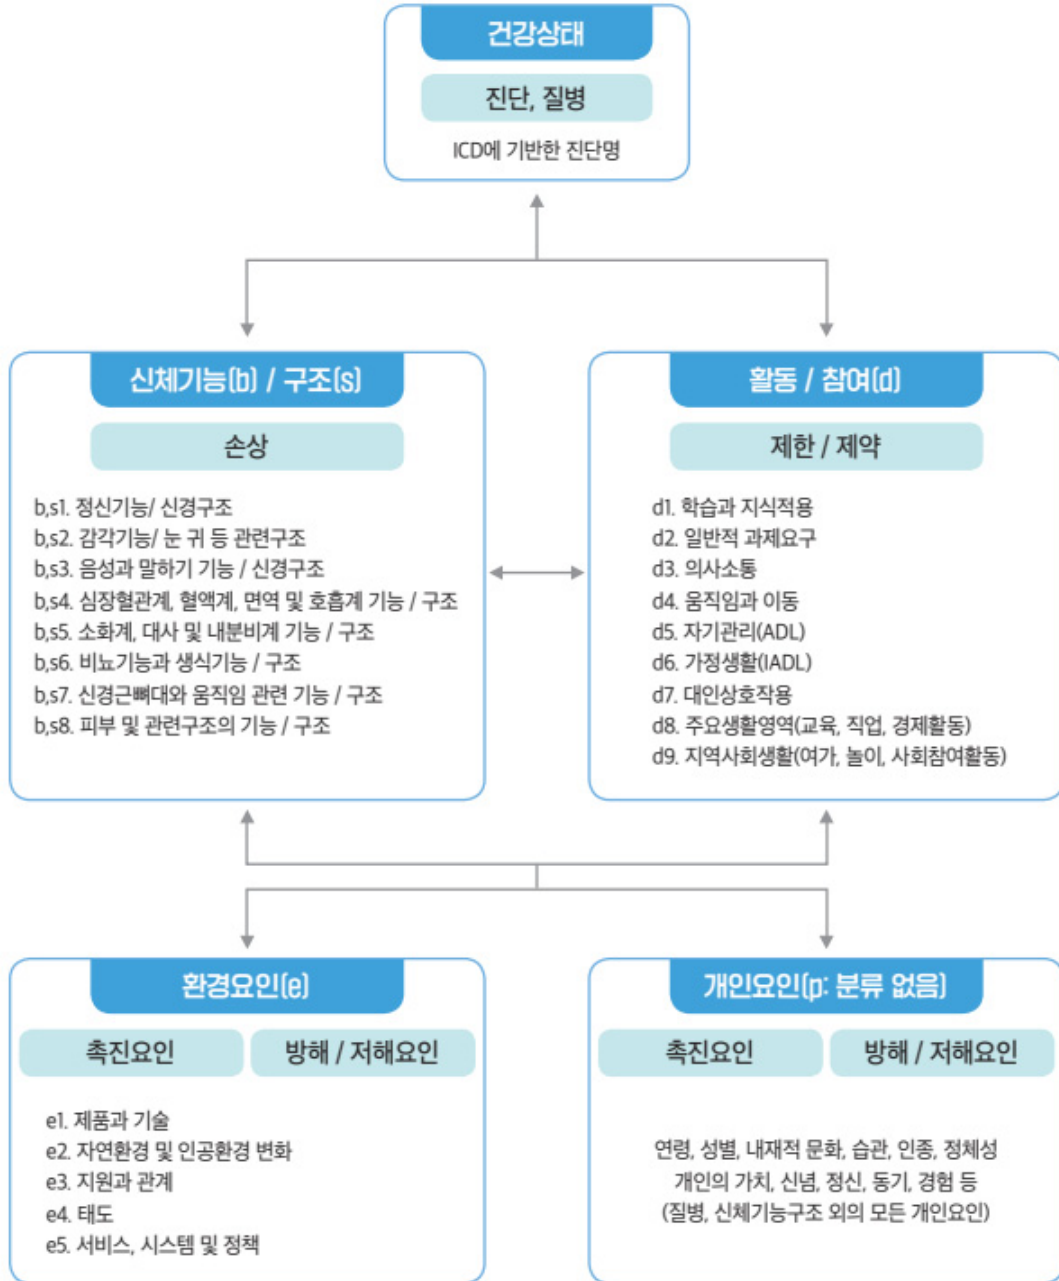 건강상태
진단, 질병
ICD에 기반한 진단명
신체기능(b) / 구조(s)
손상
b,s1. 정신기능/ 신경구조
b,s2. 감각기능/ 눈 귀 등 관련구조
b,s3. 음성과 말하기 기능 / 신경구조
b,s4. 심장혈관계, 혈액계, 면역 및 호흡계 기능 / 구조
b,s5. 소화계, 대사 및 내분비계 기능 / 구조
b,s6. 비뇨기능과 생식기능 / 구조
b,s7. 신경근뼈대와 움직임 관련 기능 / 구조
b,s8. 피부 및 관련구조의 기능 / 구조
활동 / 참여(d)
제한 / 제약
d1. 학습과 지식적용
d2. 일반적 과제요구
d3. 의사소통
d4. 움직임과 이동
d5. 자기관리(ADL)
d6. 가정생활(IADL)
d7. 대인상호작용
d8. 주요생활영역(교육, 직업, 경제활동)
d9. 지역사회생활(여가, 놀이, 사회참여활동)
환경요인(e)
촉진요인
방해 / 저해요인
e1. 제품과 기술
e2. 자연환경 및 인공환경 변화
e3. 지원과 관계
e4. 태도
e5. 서비스, 시스템 및 정책
개인요인(p: 분류 없음)
촉진요인
방해 / 저해요인
연령, 성별, 내재적 문화, 습관, 인종, 정체성
개인의 가치, 신념, 정신, 동기, 경험 등
(질병, 신체기능구조 외의 모든 개인요인)